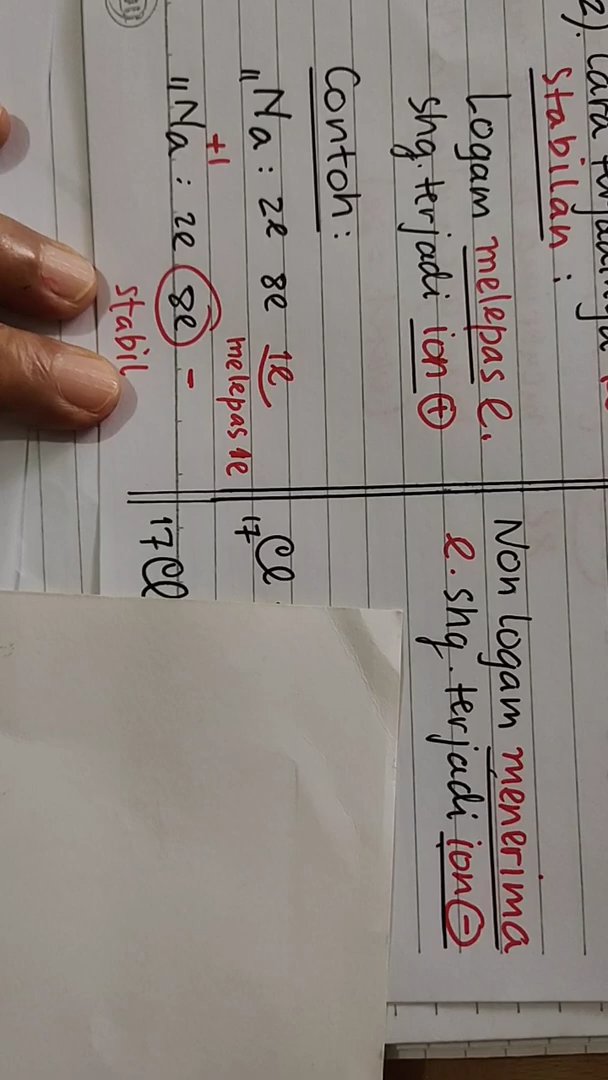 2). Cara terjadinya
stabilan :
Logam melepas e.
shg. terjadi ion ⊕
Contoh :
11Na : 2e 8e 1e
melepas 1e
+1
11Na : 2e 8e -
stabil
Non logam menerima
e. shg. terjadi ion ⊖
17Cl
17Cl